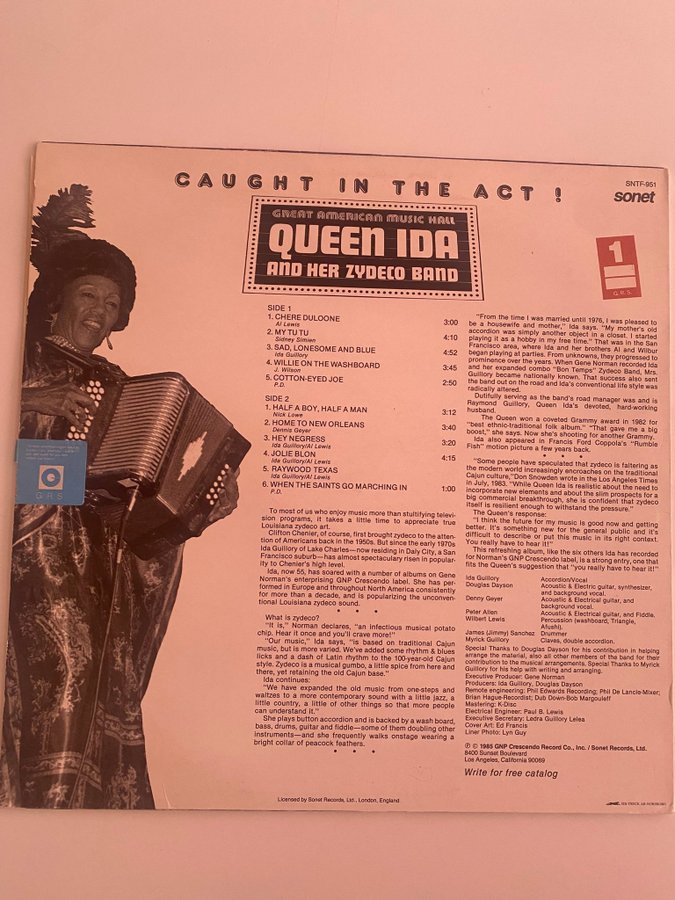 CAUGHT IN THE ACT !
SNTF-951
sonet
GREAT AMERICAN MUSIC HALL
QUEEN IDA
AND HER ZYDECO BAND
1
G.R.S.
SIDE 1
1. CHERE DULOONE 3:00
Al Lewis
2. MY TU TU 4:10
Sidney Simien
3. SAD, LONESOME AND BLUE 4:52
Ida Guillory
4. WILLIE ON THE WASHBOARD 3:45
J. Wilson
5. COTTON-EYED JOE 2:50
P.D.
SIDE 2
1. HALF A BOY, HALF A MAN 3:12
Nick Lowe
2. HOME TO NEW ORLEANS 3:40
Dennis Geyer
3. HEY NEGRESS 3:20
Ida Guillory/Al Lewis
4. JOLIE BLON 4:15
Ida Guillory/Al Lewis
5. RAYWOOD TEXAS
Ida Guillory/Al Lewis
6. WHEN THE SAINTS GO MARCHING IN 1:00
P.D.
To most of us who enjoy music more than stultifying televi-
sion programs, it takes a little time to appreciate true
Louisiana zydeco art.
Clifton Chenier, of course, first brought zydeco to the atten-
tion of Americans back in the 1950s. But since the early 1970s
Ida Guillory of Lake Charles—now residing in Daly City, a San
Francisco suburb—has almost spectacularly risen in popular-
ity to Chenier's high level.
Ida, now 55, has soared with a number of albums on Gene
Norman's enterprising GNP Crescendo label. She has per-
formed in Europe and throughout North America consistently
for more than a decade, and is popularizing the unconven-
tional Louisiana zydeco sound.
* * *
What is zydeco?
"It is," Norman declares, "an infectious musical potato
chip. Hear it once and you'll crave more!"
"Our music," Ida says, "is based on traditional Cajun
music, but is more varied. We've added some rhythm & blues
licks and a dash of Latin rhythm to the 100-year-old Cajun
style. Zydeco is a musical gumbo, a little spice from here and
there, yet retaining the old Cajun base."
Ida continues:
"We have expanded the old music from one-steps and
waltzes to a more contemporary sound with a little jazz, a
little country, a little of other things so that more people
can understand it."
She plays button accordion and is backed by a wash board,
bass, drums, guitar and fiddle—some of them doubling other
instruments—and she frequently walks onstage wearing a
bright collar of peacock feathers.
* * *
"From the time I was married until 1976, I was pleased to
be a housewife and mother," Ida says. "My mother's old
accordion was simply another object in a closet. I started
playing it as a hobby in my free time." That was in the San
Francisco area, where Ida and her brothers Al and Wilbur
began playing at parties. From unknowns, they progressed to
prominence over the years. When Gene Norman recorded Ida
and her expanded combo "Bon Temps" Zydeco Band, Mrs.
Guillory became nationally known. That success also sent
the band out on the road and Ida's conventional life style was
radically altered.
Dutifully serving as the band's road manager was and is
Raymond Guillory, Queen Ida's devoted, hard-working
husband.
The Queen won a coveted Grammy award in 1982 for
"best ethnic-traditional folk album." "That gave me a big
boost," she says. Now she's shooting for another Grammy.
Ida also appeared in Francis Ford Coppola's "Rumble
Fish" motion picture a few years back.
* * *
"Some people have speculated that zydeco is faltering as
the modern world increasingly encroaches on the traditional
Cajun culture," Don Snowden wrote in the Los Angeles Times
in July, 1983. "While Queen Ida is realistic about the need to
incorporate new elements and about the slim prospects for a
big commercial breakthrough, she is confident that zydeco
itself is resilient enough to withstand the pressure."
The Queen's response:
"I think the future for my music is good now and getting
better. It's something new for the general public and it's
difficult to describe or put this music in its right context.
You really have to hear it!"
This refreshing album, like the six others Ida has recorded
for Norman's GNP Crescendo label, is a strong entry, one that
fits the Queen's suggestion that "you really have to hear it!"
Ida Guillory Accordion/Vocal
Douglas Dayson Acoustic & Electric guitar, synthesizer,
and background vocal.
Denny Geyer Acoustic & Electrical guitar, and
background vocal.
Peter Allen Acoustic & Electrical guitar, and Fiddle.
Wilbert Lewis Percussion (washboard, Triangle,
Afushi).
James (Jimmy) Sanchez Drummer
Myrick Guillory Claves, double accordion.
Special Thanks to Douglas Dayson for his contribution in helping
arrange the material, also all other members of the band for their
contribution to the musical arrangements. Special Thanks to Myrick
Guillory for his help with writing and arranging.
Executive Producer: Gene Norman
Producers: Ida Guillory, Douglas Dayson
Remote engineering: Phil Edwards Recording; Phil De Lancie-Mixer;
Brian Hague-Recordist; Dub Down-Bob Margouleff
Mastering: K-Disc
Electrical Engineer: Paul B. Lewis
Executive Secretary: Ledra Guillory Lelea
Cover Art: Ed Francis
Liner Photo: Lyn Guy
℗ © 1985 GNP Crescendo Record Co., Inc. / Sonet Records, Ltd.
8400 Sunset Boulevard
Los Angeles, California 90069
Write for free catalog
G R S
Licensed by Sonet Records, Ltd., London, England.